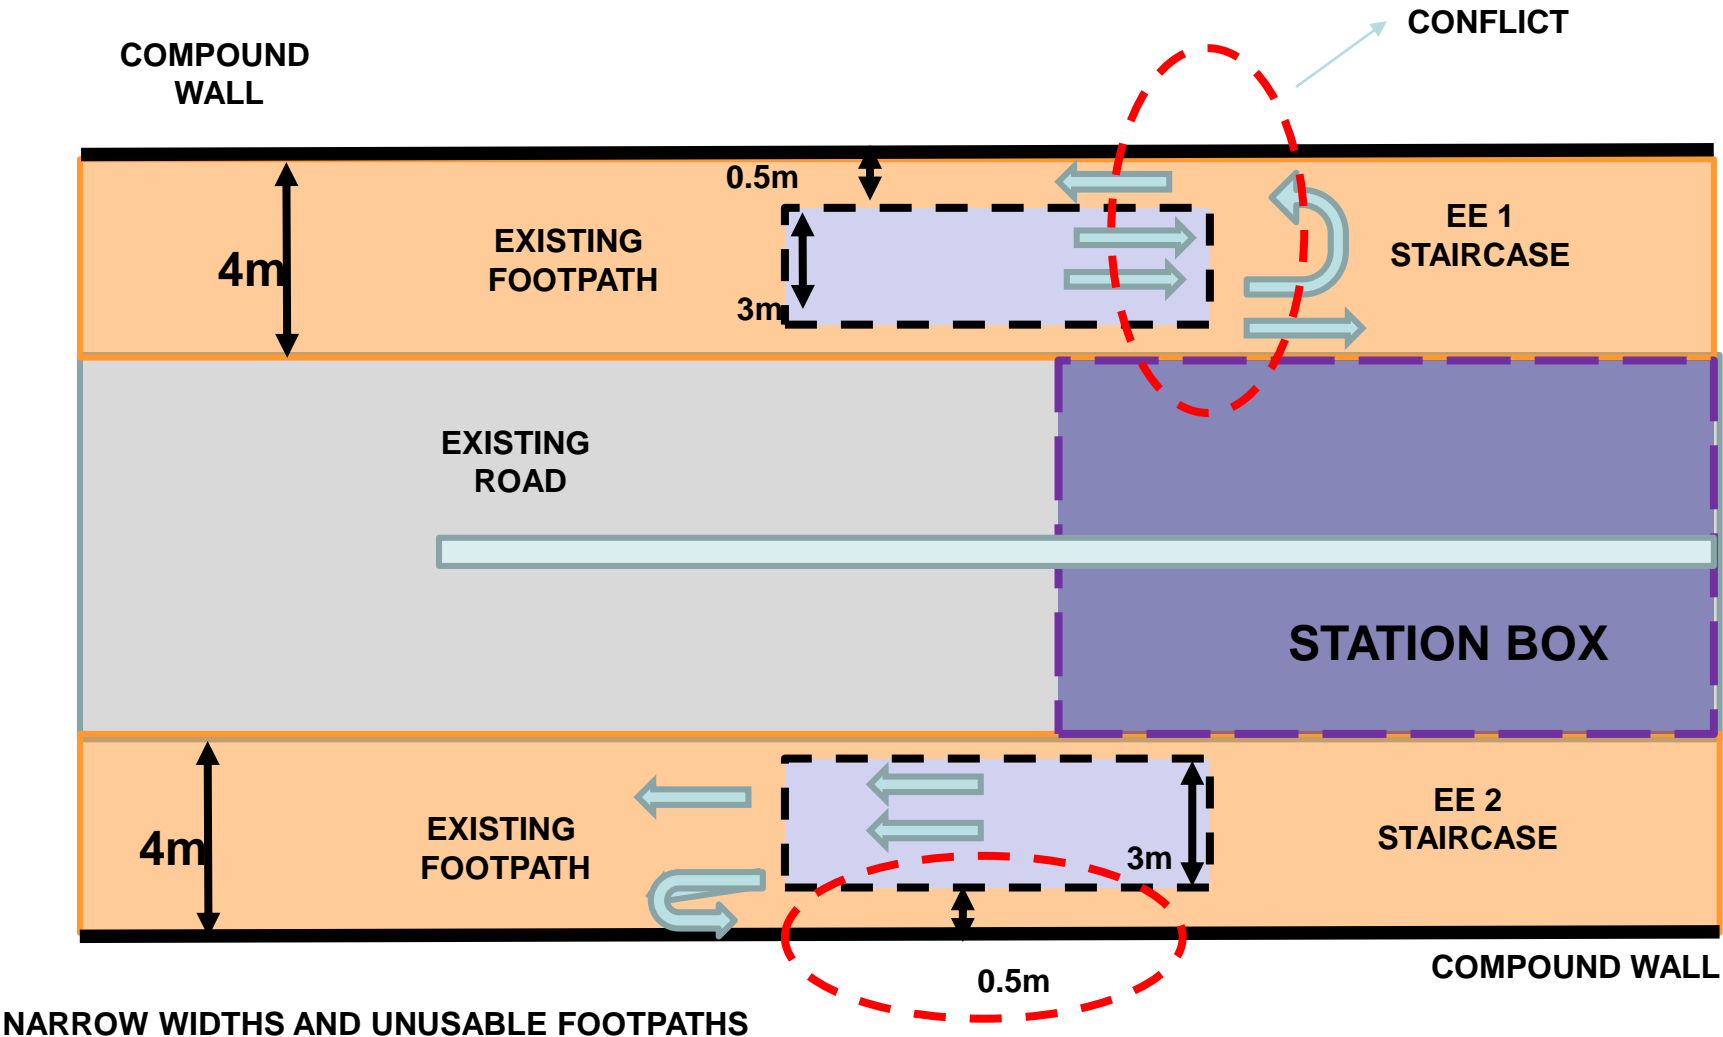 CONFLICT
COMPOUND
WALL
0.5m
EXISTING
FOOTPATH
4m
3m
EE 1
STAIRCASE
EXISTING
ROAD
STATION BOX
4m
EXISTING
FOOTPATH
3m
EE 2
STAIRCASE
0.5m
COMPOUND WALL
NARROW WIDTHS AND UNUSABLE FOOTPATHS